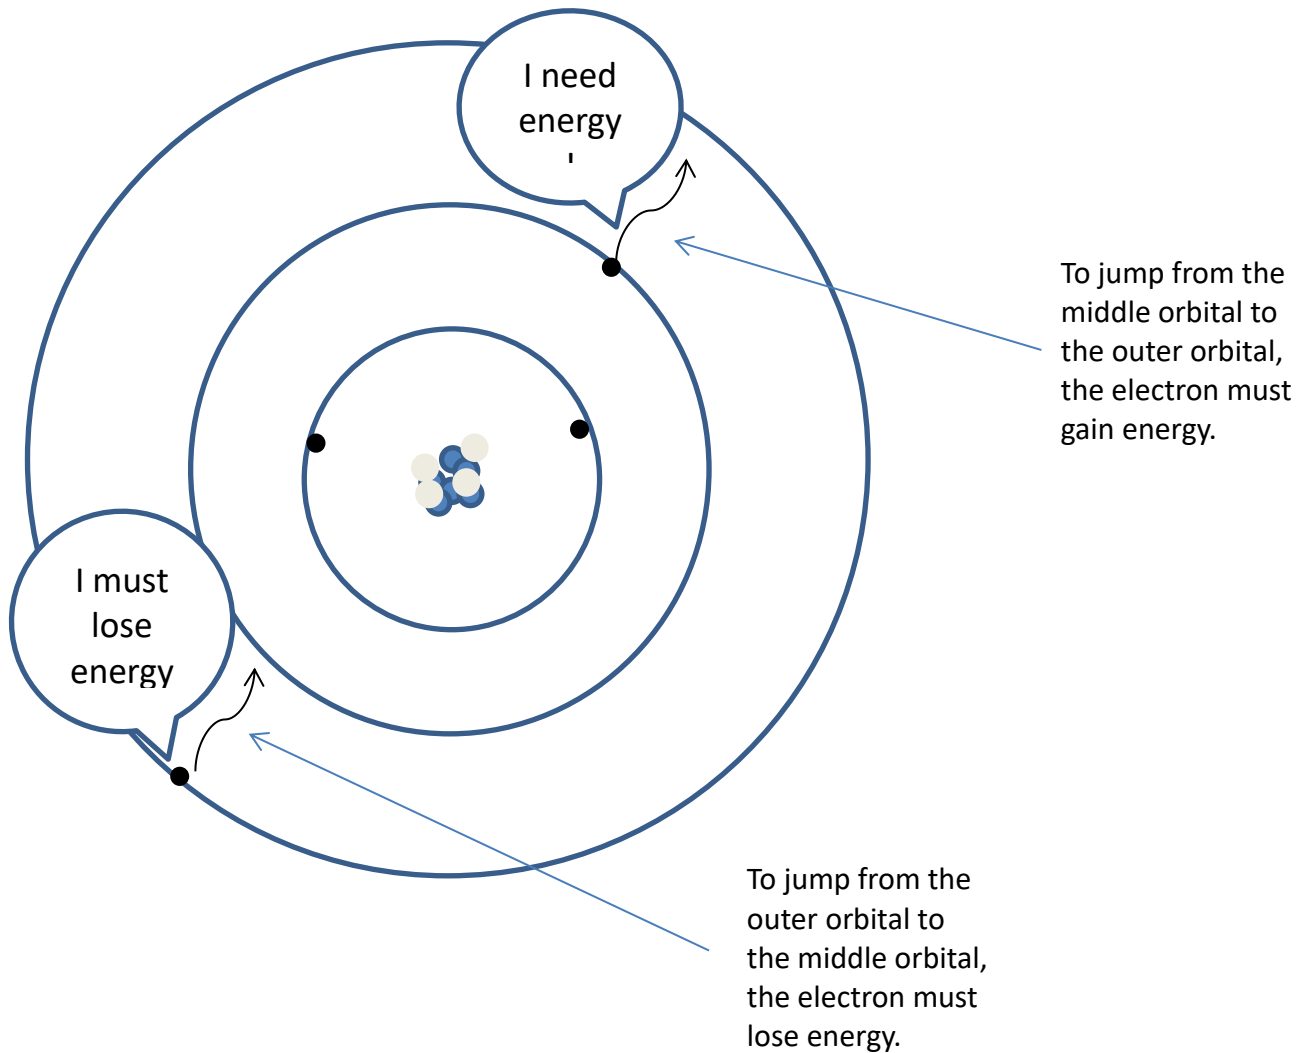 I need
energy
To jump from the
middle orbital to
the outer orbital,
the electron must
gain energy.
I must
lose
energy
To jump from the
outer orbital to
the middle orbital,
the electron must
lose energy.